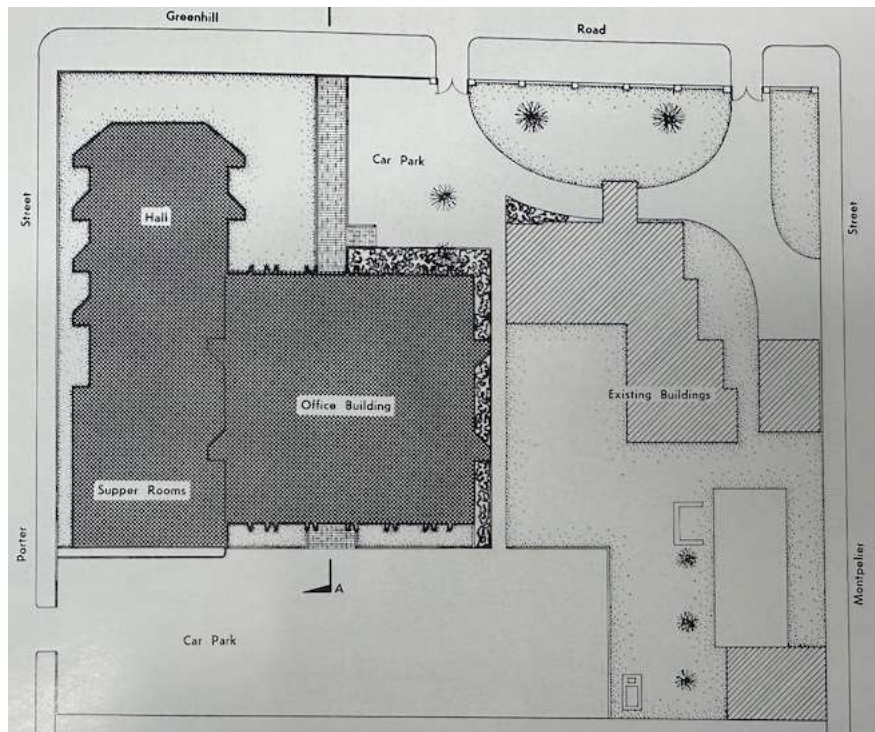 Greenhill
Road
Car Park
Street
Hall
Street
Office Building
Existing Buildings
Supper Rooms
Porter
A
Montpelier
Car Park